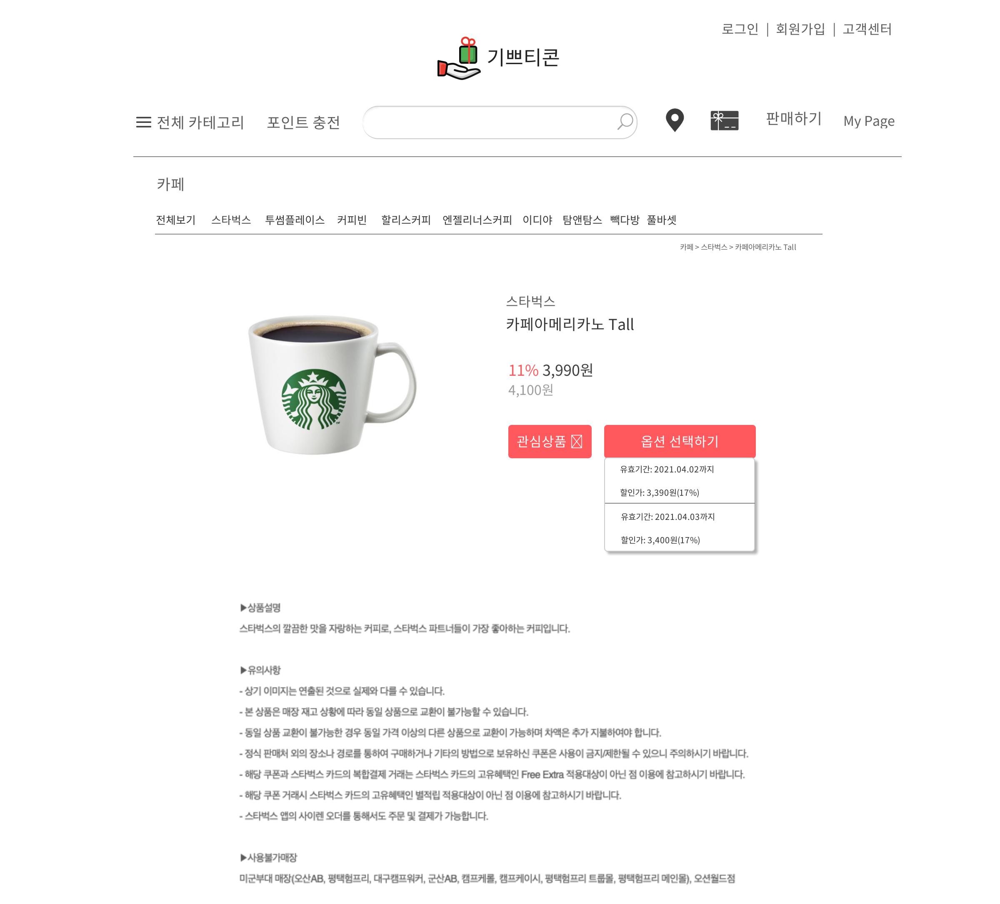 로그인 | 회원가입 | 고객센터
기쁘티콘
전체 카테고리 포인트 충전 판매하기 My Page
카페
전체보기 스타벅스 투썸플레이스 커피빈 할리스커피 엔젤리너스커피 이디야 탐앤탐스 빽다방 폴바셋
카페 > 스타벅스 > 카페아메리카노 Tall
스타벅스
카페아메리카노 Tall
11% 3,990원
4,100원
관심상품 옵션 선택하기
유효기간: 2021.04.02까지
할인가: 3,390원(17%)
유효기간: 2021.04.03까지
할인가: 3,400원(17%)
TM
▶상품설명
스타벅스의 깔끔한 맛을 자랑하는 커피로, 스타벅스 파트너들이 가장 좋아하는 커피입니다.
▶유의사항
- 상기 이미지는 연출된 것으로 실제와 다를 수 있습니다.
- 본 상품은 매장 재고 상황에 따라 동일 상품으로 교환이 불가능할 수 있습니다.
- 동일 상품 교환이 불가능한 경우 동일 가격 이상의 다른 상품으로 교환이 가능하며 차액은 추가 지불하여야 합니다.
- 정식 판매처 외의 장소나 경로를 통하여 구매하거나 기타의 방법으로 보유하신 쿠폰은 사용이 금지/제한될 수 있으니 주의하시기 바랍니다.
- 해당 쿠폰과 스타벅스 카드의 복합결제 거래는 스타벅스 카드의 고유혜택인 Free Extra 적용대상이 아닌 점 이용에 참고하시기 바랍니다.
- 해당 쿠폰 거래시 스타벅스 카드의 고유혜택인 별적립 적용대상이 아닌 점 이용에 참고하시기 바랍니다.
- 스타벅스 앱의 사이렌 오더를 통해서도 주문 및 결제가 가능합니다.
▶사용불가매장
미군부대 매장(오산AB, 평택험프리, 대구캠프워커, 군산AB, 캠프케롤, 캠프케이시, 평택험프리 트룹몰, 평택험프리 메인몰), 오션월드점